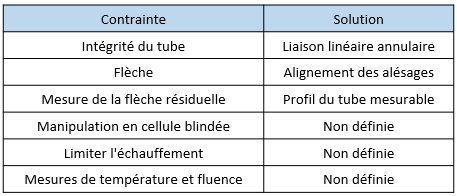 Contrainte Solution
Intégrité du tube Liaison linéaire annulaire
Flèche Alignement des alésages
Mesure de la flèche résiduelle Profil du tube mesurable
Manipulation en cellule blindée Non définie
Limiter l'échauffement Non définie
Mesures de température et fluence Non définie